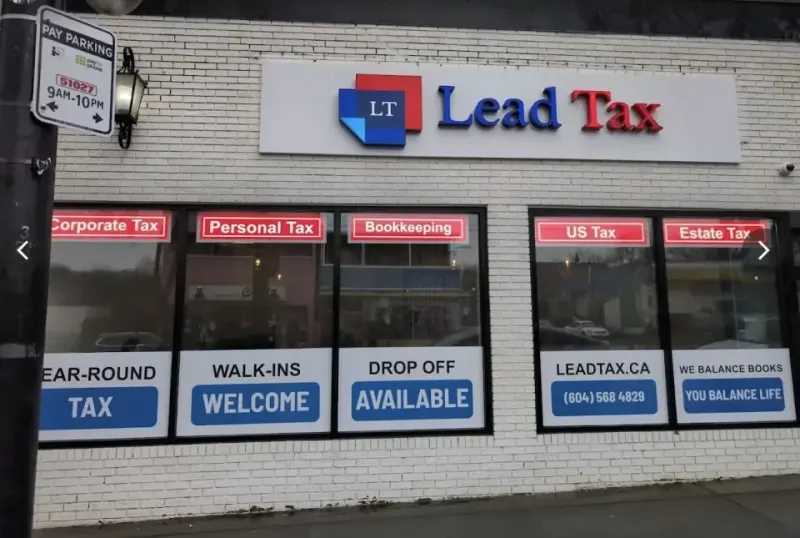 PAY PARKING
51027
9AM-10PM
LT
Lead Tax
Corporate Tax
Personal Tax
Bookkeeping
US Tax
Estate Tax
EAR-ROUND
TAX
WALK-INS
WELCOME
DROP OFF
AVAILABLE
LEADTAX.CA
(604) 568 4829
WE BALANCE BOOKS
YOU BALANCE LIFE
3